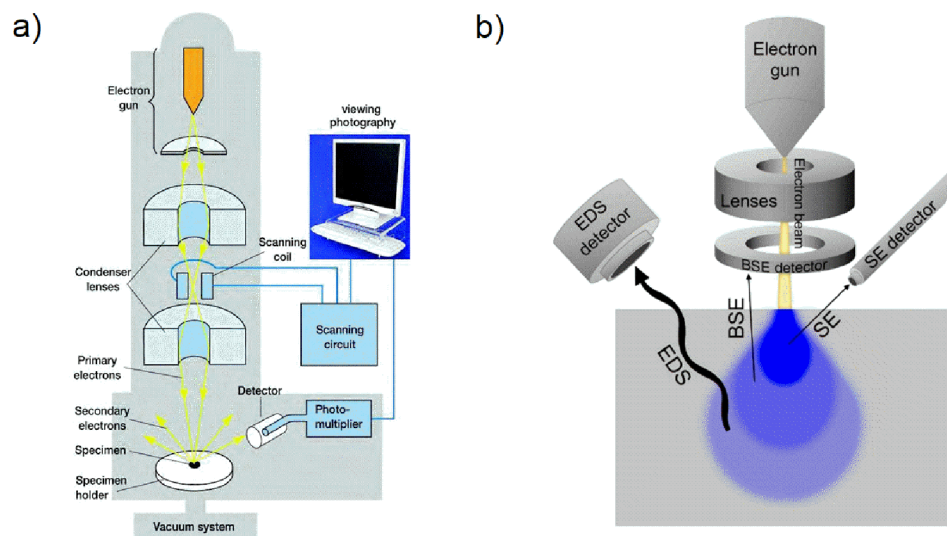 a)
Electron
gun
viewing
photography
Scanning
coil
Condenser
lenses
Scanning
circuit
Primary
electrons
Detector
Photo-
multiplier
Secondary
electrons
Specimen
Specimen
holder
Vacuum system
b)
Electron
gun
Lenses
Electron beam
EDS
detector
BSE detector
SE detector
BSE
SE
EDS